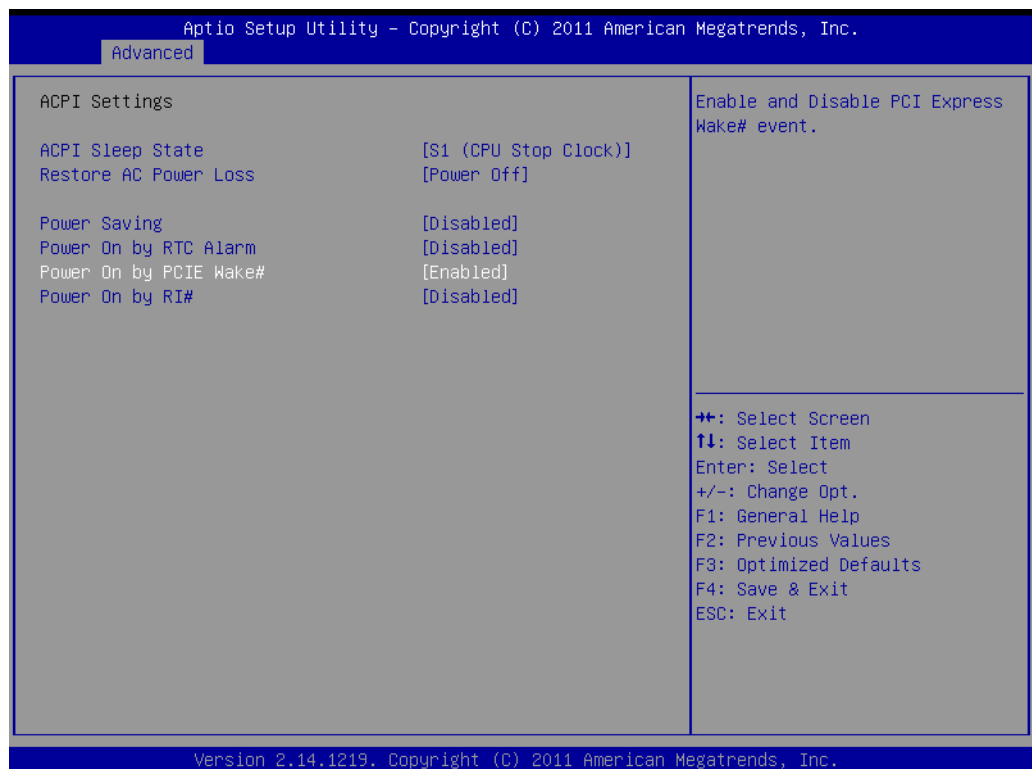 Aptio Setup Utility – Copyright (C) 2011 American Megatrends, Inc.
Advanced
ACPI Settings
ACPI Sleep State [S1 (CPU Stop Clock)]
Restore AC Power Loss [Power Off]
Power Saving [Disabled]
Power On by RTC Alarm [Disabled]
Power On by PCIE Wake# [Enabled]
Power On by RI# [Disabled]
Enable and Disable PCI Express
Wake# event.
→←: Select Screen
↑↓: Select Item
Enter: Select
+/-: Change Opt.
F1: General Help
F2: Previous Values
F3: Optimized Defaults
F4: Save & Exit
ESC: Exit
Version 2.14.1219. Copyright (C) 2011 American Megatrends, Inc.